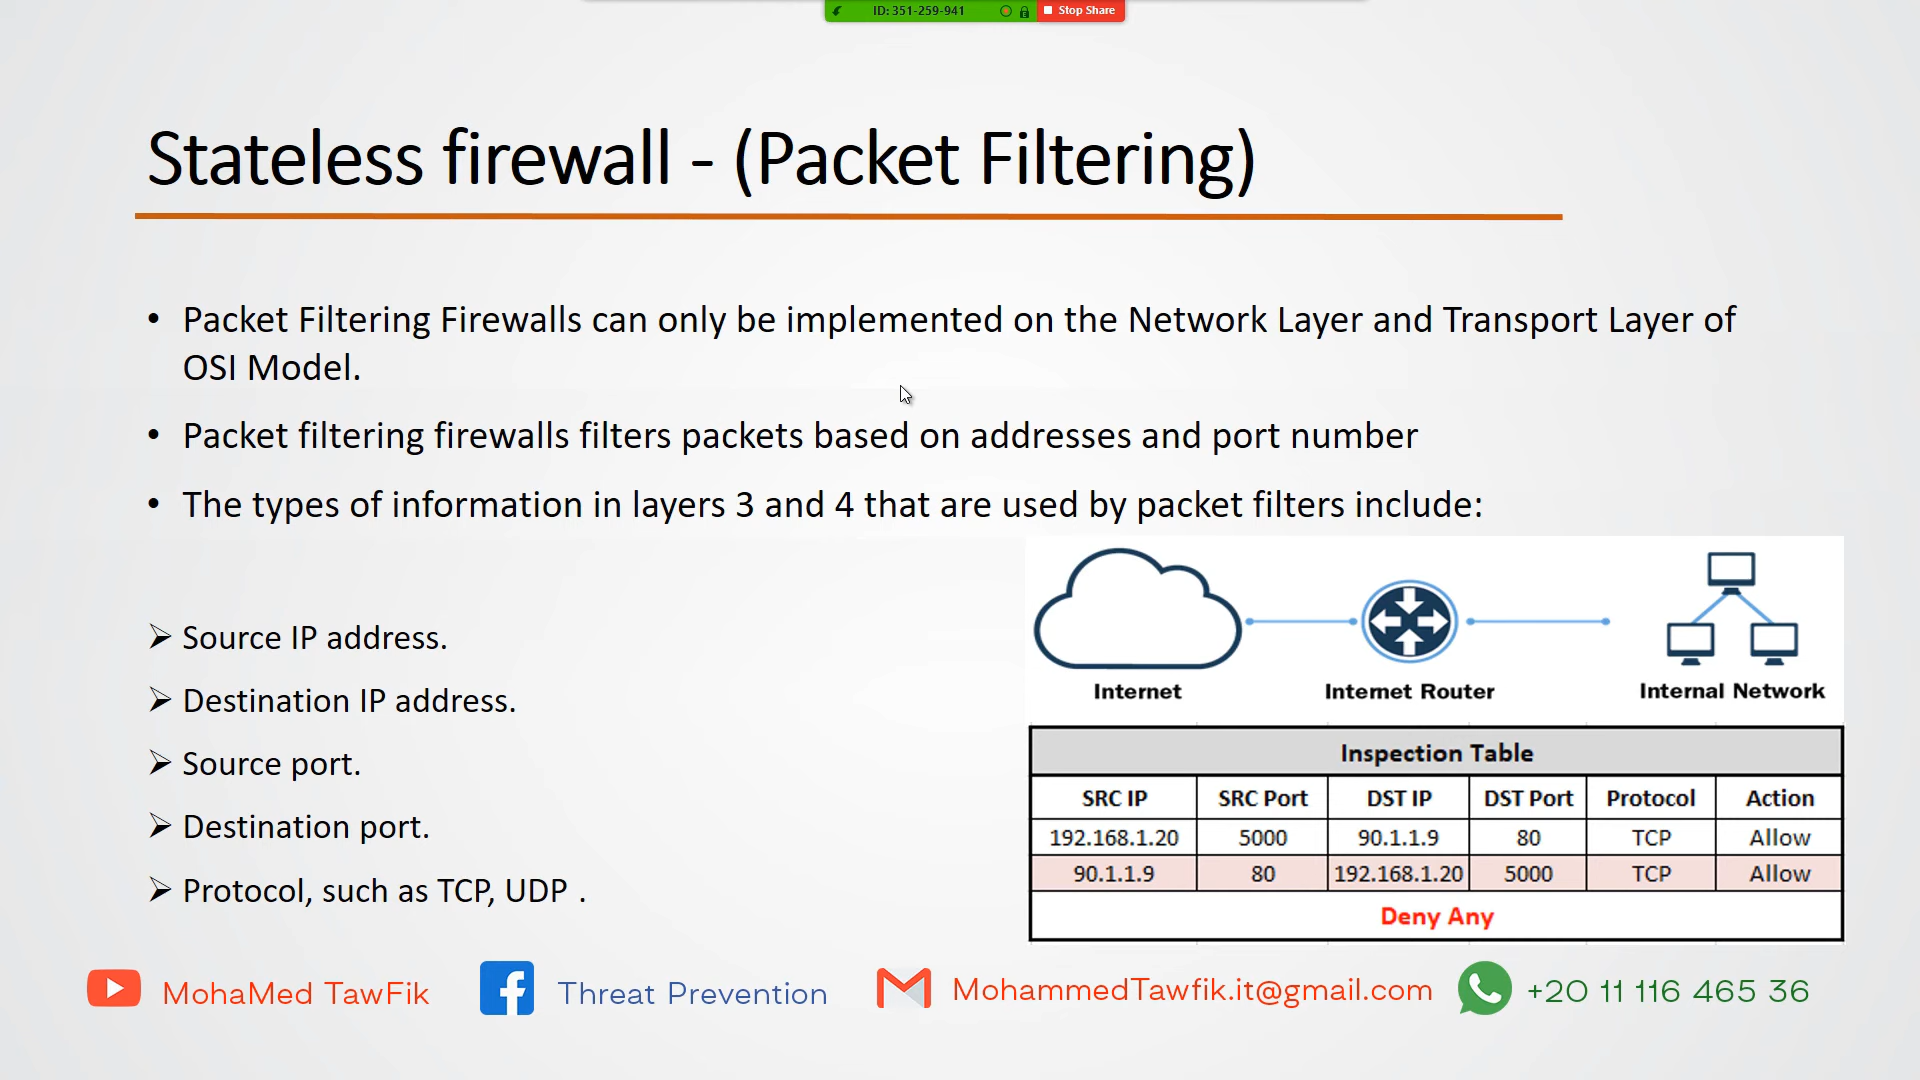 ID: 351-259-941 Stop Share
Stateless firewall - (Packet Filtering)
• Packet Filtering Firewalls can only be implemented on the Network Layer and Transport Layer of
OSI Model.
• Packet filtering firewalls filters packets based on addresses and port number
• The types of information in layers 3 and 4 that are used by packet filters include:
➢ Source IP address.
➢ Destination IP address.
➢ Source port.
➢ Destination port.
➢ Protocol, such as TCP, UDP .
Internet Internet Router Internal Network
Inspection Table
SRC IP SRC Port DST IP DST Port Protocol Action
192.168.1.20 5000 90.1.1.9 80 TCP Allow
90.1.1.9 80 192.168.1.20 5000 TCP Allow
Deny Any
MohaMed TawFik Threat Prevention MohammedTawfik.it@gmail.com +20 11 116 465 36